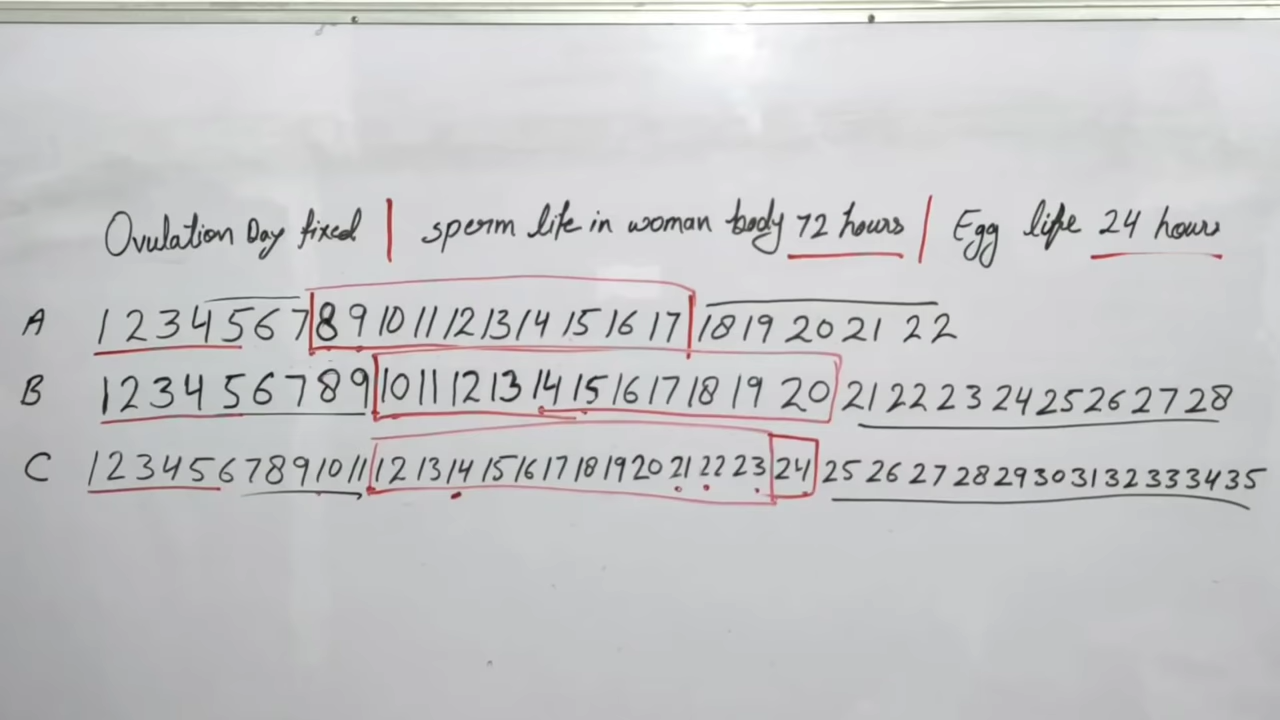 Ovulation Day fixed | sperm life in woman body 72 hours | Egg life 24 hours
A 1 2 3 4 5 6 7 8 9 10 11 12 13 14 15 16 17 18 19 20 21 22
B 1 2 3 4 5 6 7 8 9 10 11 12 13 14 15 16 17 18 19 20 21 22 23 24 25 26 27 28
C 1 2 3 4 5 6 7 8 9 10 11 12 13 14 15 16 17 18 19 20 21 22 23 24 25 26 27 28 29 30 31 32 33 34 35